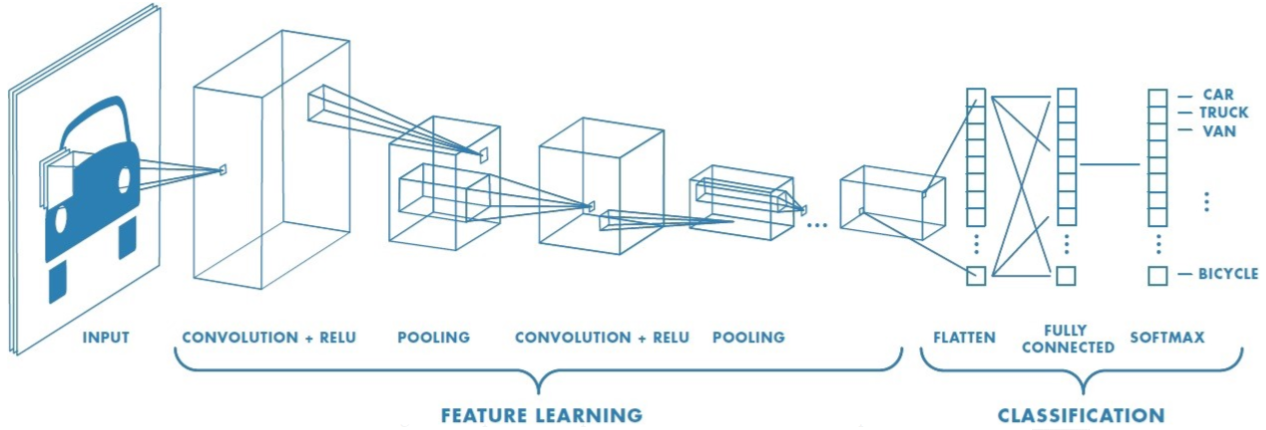 CAR
TRUCK
VAN
BICYCLE
INPUT
CONVOLUTION + RELU
POOLING
CONVOLUTION + RELU
POOLING
FLATTEN
FULLY
CONNECTED
SOFTMAX
FEATURE LEARNING
CLASSIFICATION